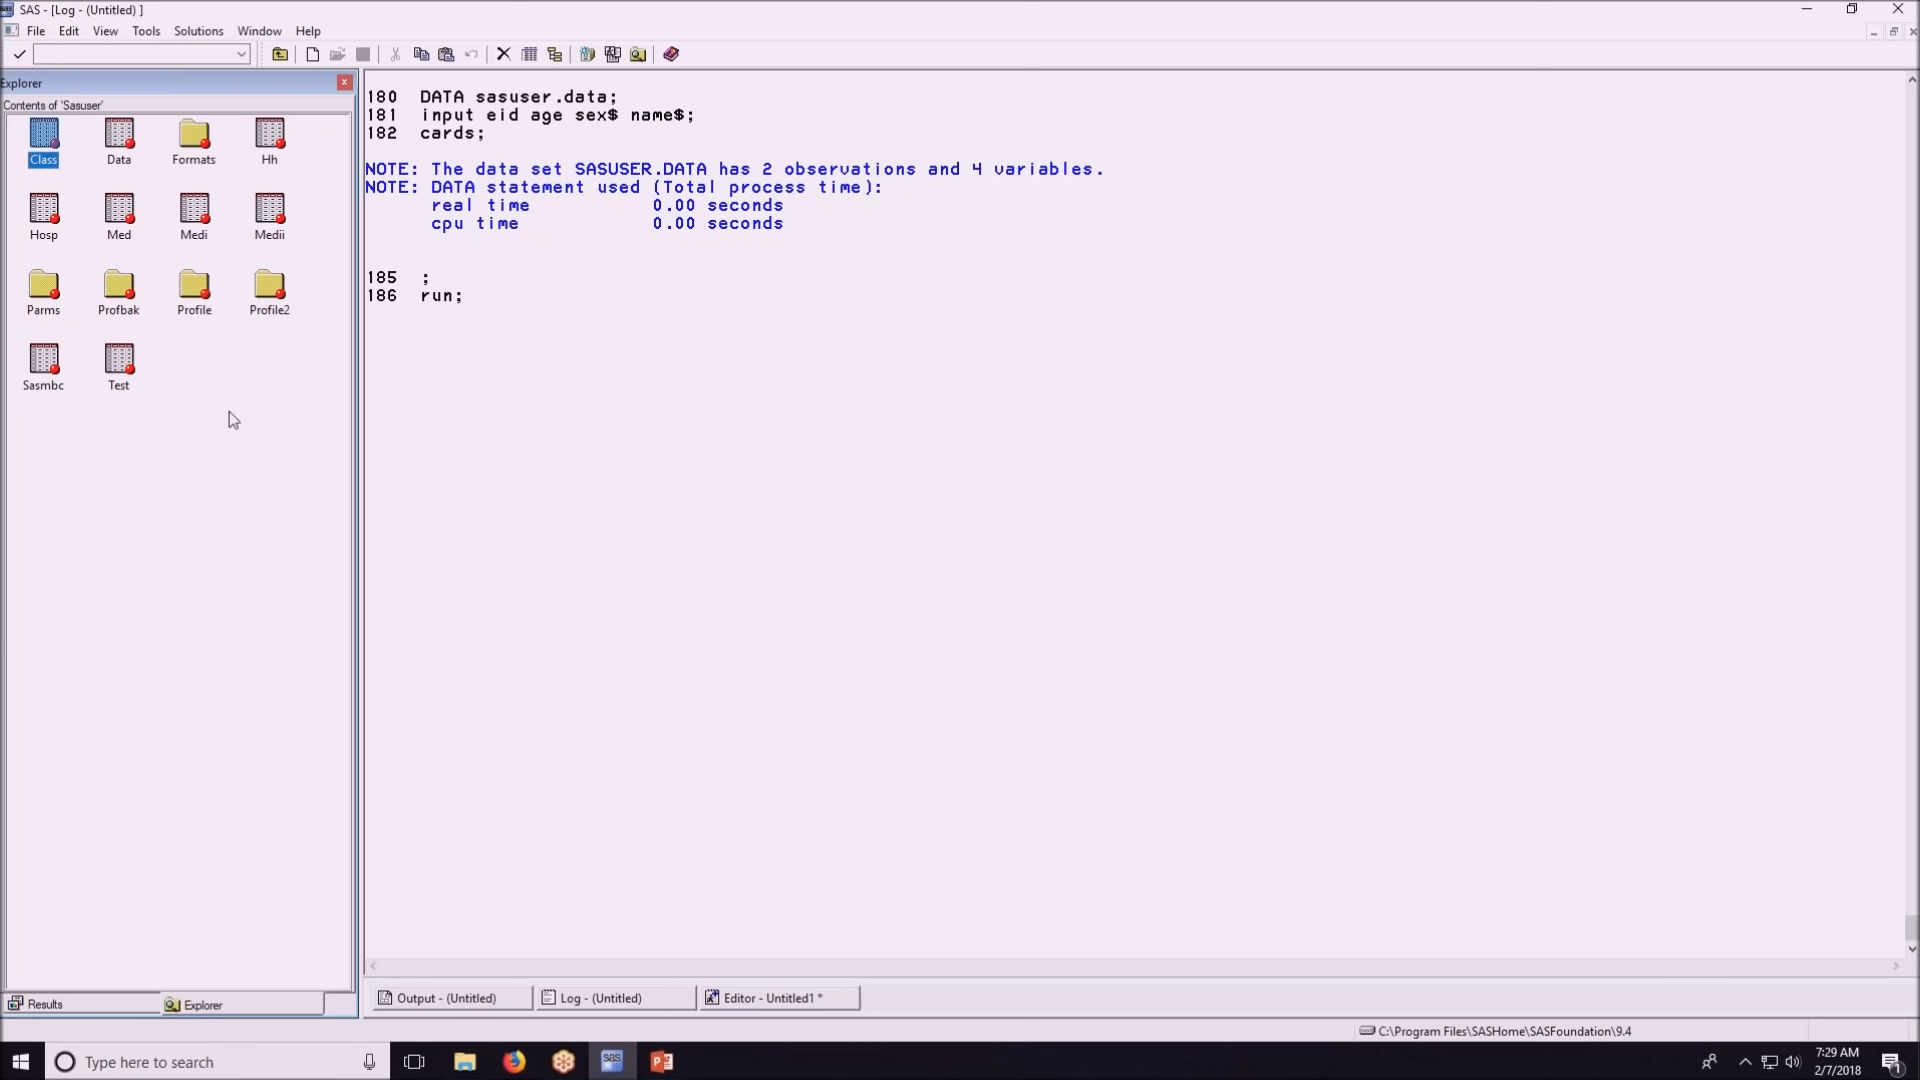 SAS - [Log - (Untitled) ]
File Edit View Tools Solutions Window Help
Explorer
Contents of 'Sasuser'
Class Data Formats Hh
Hosp Med Medi Medii
Parms Profbak Profile Profile2
Sasmbc Test
180 DATA sasuser.data;
181 input eid age sex$ name$;
182 cards;
NOTE: The data set SASUSER.DATA has 2 observations and 4 variables.
NOTE: DATA statement used (Total process time):
real time 0.00 seconds
cpu time 0.00 seconds
185 ;
186 run;
Results Explorer
Output - (Untitled) Log - (Untitled) Editor - Untitled1 *
C:\Program Files\SASHome\SASFoundation\9.4
Type here to search
7:29 AM
2/7/2018